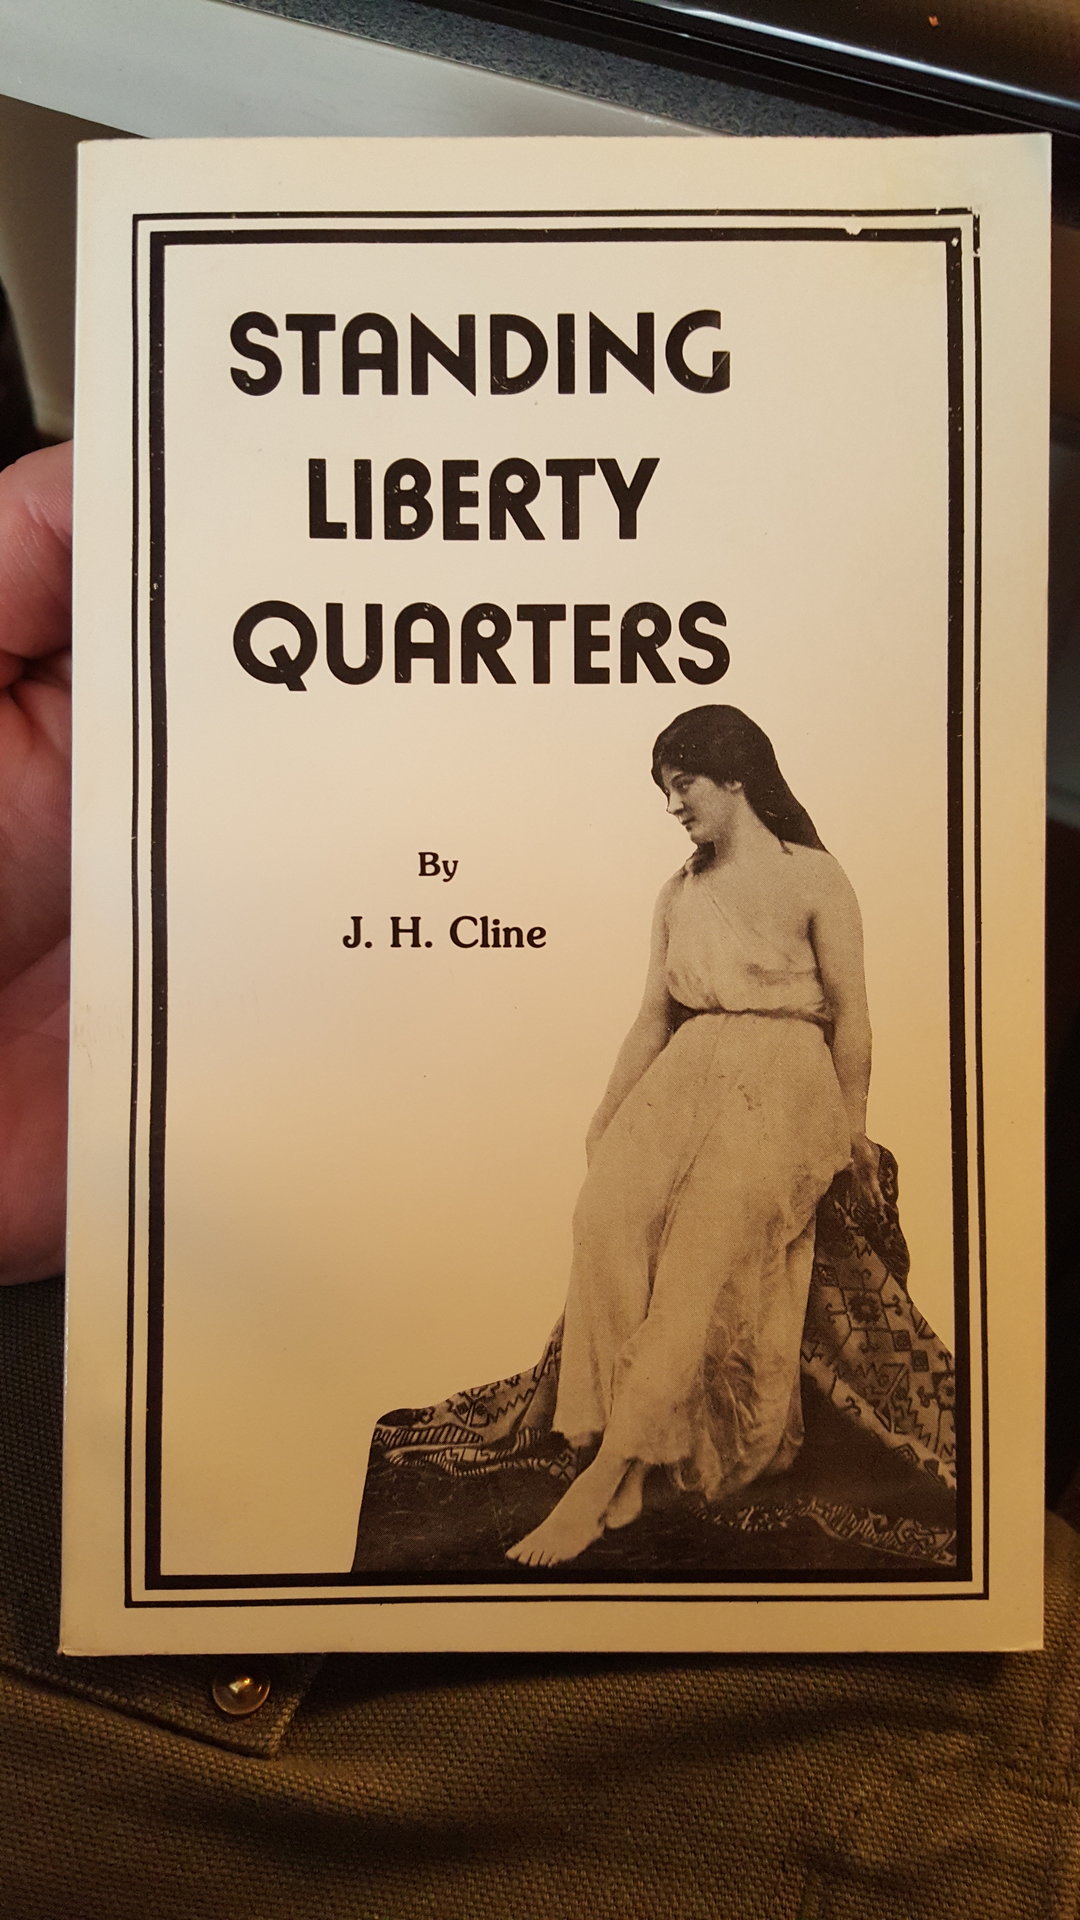 STANDING
LIBERTY
QUARTERS
By
J. H. Cline